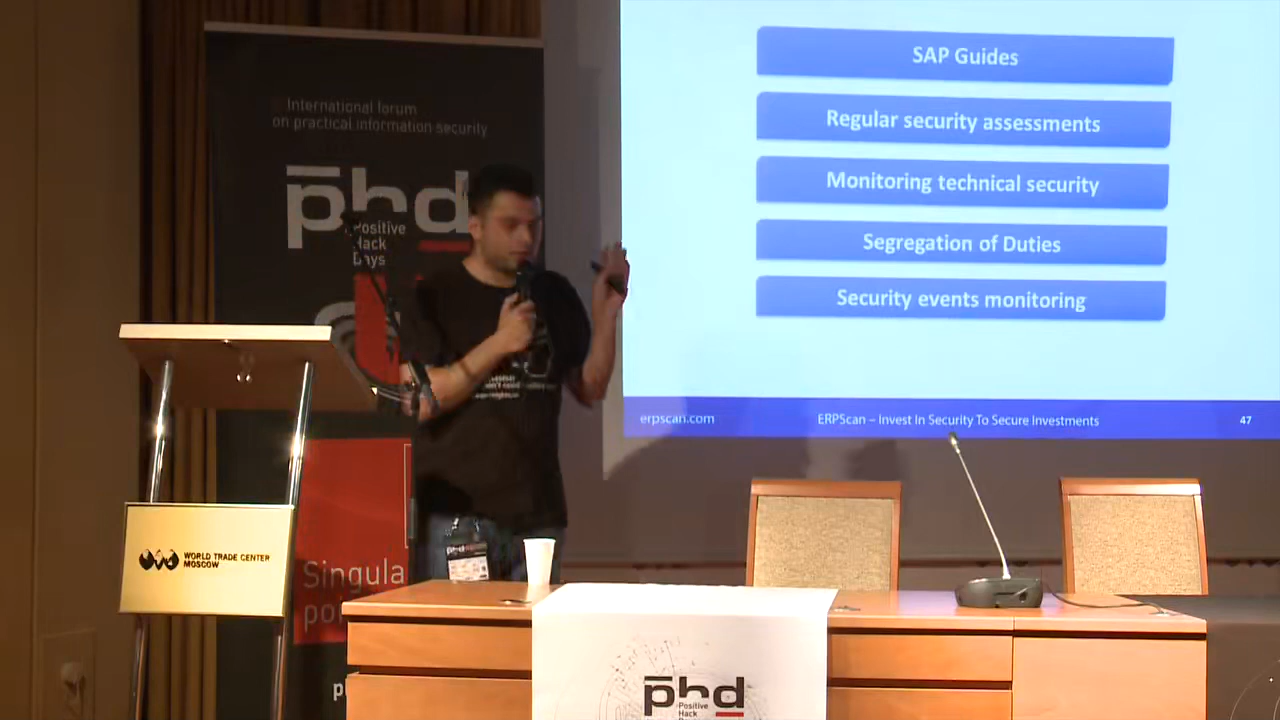 International forum
on practical information security
phd
Positive
Hack
Days
Singula
po
WORLD TRADE CENTER
MOSCOW
phd
SAP Guides
Regular security assessments
Monitoring technical security
Segregation of Duties
Security events monitoring
erpscan.com
ERPScan – Invest In Security To Secure Investments
47
phd
Positive
Hack